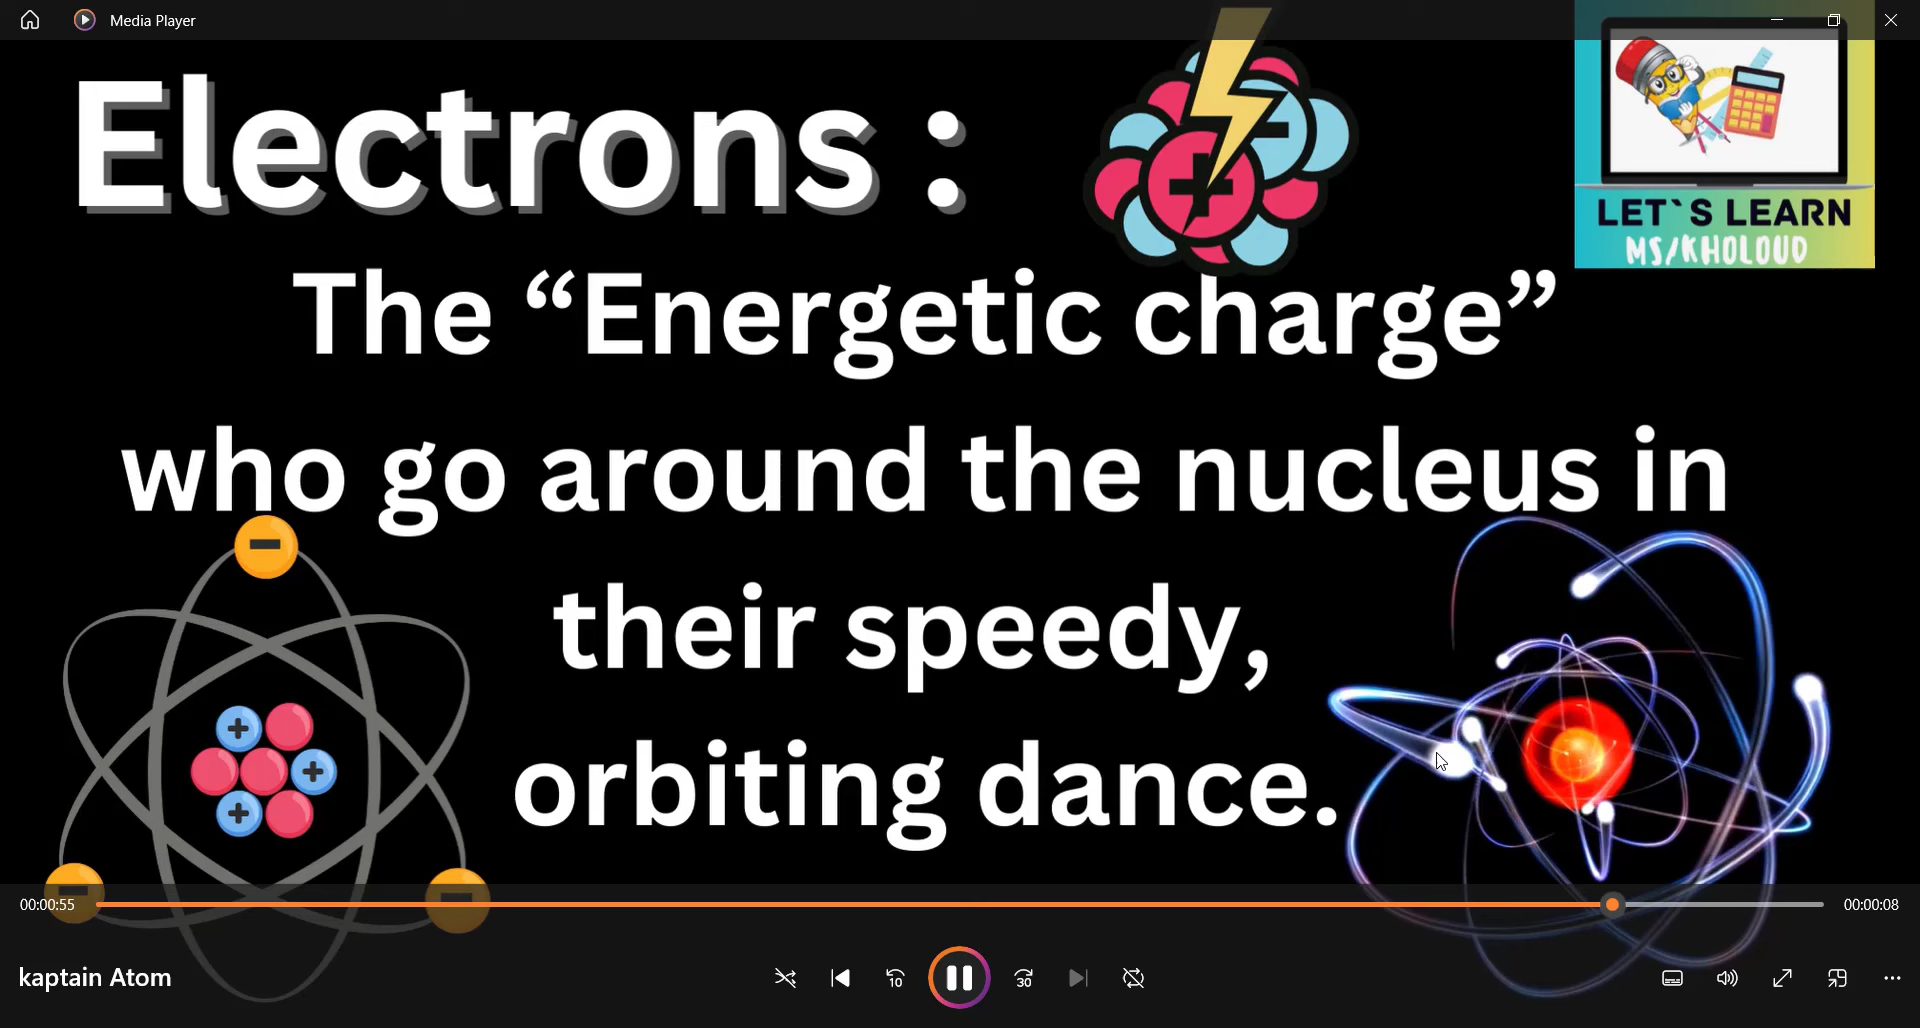 Media Player
Electrons :
LET`S LEARN
MS/KHOLOUD
The “Energetic charge”
who go around the nucleus in
their speedy,
orbiting dance.
00:00:55
00:00:08
kaptain Atom
10
30